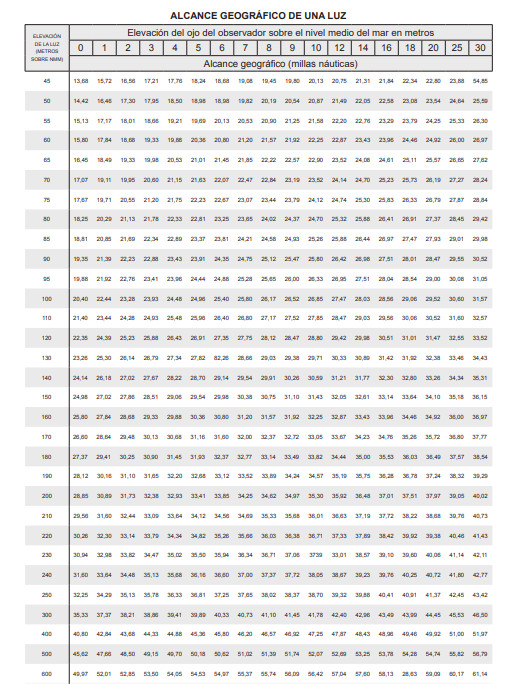 ALCANCE GEOGRÁFICO DE UNA LUZ
ELEVACIÓN DE LA LUZ (METROS SOBRE NMM)
Elevación del ojo del observador sobre el nivel medio del mar en metros
0 1 2 3 4 5 6 7 8 9 10 12 14 16 18 20 25 30
Alcance geográfico (millas náuticas)
45 13,68 15,72 16,56 17,21 17,76 18,24 18,68 19,08 19,45 19,80 20,13 20,75 21,31 21,84 22,34 22,80 23,88 54,85
50 14,42 16,46 17,30 17,95 18,50 18,98 16,98 19,82 20,19 20,54 20,87 21,49 22,05 22,58 23,08 23,54 24,64 25,59
55 15,13 17,17 18,01 18,66 19,21 19,69 20,13 20,53 20,90 21,25 21,58 22,20 22,76 23,29 23,79 24,25 25,33 26,30
60 15,80 17,84 18,68 19,33 19,88 20,36 20,80 21,20 21,57 21,92 22,25 22,87 23,43 23,96 24,46 24,92 26,00 26,97
65 16,45 18,49 19,33 19,98 20,53 21,01 21,45 21,85 22,22 22,57 22,90 23,52 24,08 24,61 25,11 25,57 26,65 27,62
70 17,07 19,11 19,95 20,60 21,15 21,63 22,07 22,47 22,84 23,19 23,52 24,14 24,70 25,23 25,73 26,19 27,27 28,24
75 17,67 19,71 20,55 21,20 21,75 22,23 22,67 23,07 23,44 23,79 24,12 24,74 25,30 25,83 26,33 26,79 27,87 28,84
80 18,25 20,29 21,13 21,78 22,33 22,81 23,25 23,65 24,02 24,37 24,70 25,32 25,88 26,41 26,91 27,37 28,45 29,42
85 18,81 20,85 21,69 22,34 22,89 23,37 23,81 24,21 24,58 24,93 25,26 25,88 26,44 26,97 27,47 27,93 29,01 29,98
90 19,35 21,39 22,23 22,88 23,43 23,91 24,35 24,75 25,12 25,47 25,80 26,42 26,98 27,51 28,01 28,47 29,55 30,52
95 19,88 21,92 22,76 23,41 23,96 24,44 24,88 25,28 25,65 26,00 26,33 26,95 27,51 28,04 28,54 29,00 30,08 31,05
100 20,40 22,44 23,28 23,93 24,48 24,96 25,40 25,80 26,17 26,52 26,85 27,47 28,03 28,56 29,06 29,52 30,60 31,57
110 21,40 23,44 24,28 24,93 25,48 25,96 26,40 26,80 27,17 27,52 27,85 28,47 29,03 29,56 30,06 30,52 31,60 32,57
120 22,35 24,39 25,23 25,88 26,43 26,91 27,35 27,75 28,12 28,47 28,80 29,42 29,98 30,51 31,01 31,47 32,55 33,52
130 23,26 25,30 26,14 26,79 27,34 27,82 82,26 28,66 29,03 29,38 29,71 30,33 30,89 31,42 31,92 32,38 33,46 34,43
140 24,14 26,18 27,02 27,67 28,22 28,70 29,14 29,54 29,91 30,26 30,59 31,21 31,77 32,30 32,80 33,26 34,34 35,31
150 24,98 27,02 27,86 28,51 29,06 29,54 29,98 30,38 30,75 31,10 31,43 32,05 32,61 33,14 33,64 34,10 35,18 36,15
160 25,80 27,84 28,68 29,33 29,88 30,36 30,80 31,20 31,57 31,92 32,25 32,87 33,43 33,96 34,46 34,92 36,00 36,97
170 26,60 28,64 29,48 30,13 30,68 31,16 31,60 32,00 32,37 32,72 33,05 33,67 34,23 34,76 35,26 35,72 36,80 37,77
180 27,37 29,41 30,25 30,90 31,45 31,93 32,37 32,77 33,14 33,49 33,82 34,44 35,00 35,53 36,03 36,49 37,57 38,54
190 28,12 30,16 31,10 31,65 32,20 32,68 33,12 33,52 33,89 34,24 34,57 35,19 35,75 36,28 36,78 37,24 38,32 39,29
200 28,85 30,89 31,73 32,38 32,93 33,41 33,85 34,25 34,62 34,97 35,30 35,92 36,48 37,01 37,51 37,97 39,05 40,02
210 29,56 31,60 32,44 33,09 33,64 34,12 34,56 34,69 35,33 35,68 36,01 36,63 37,19 37,72 38,22 38,68 39,76 40,73
220 30,26 32,30 33,14 33,79 34,34 34,82 35,26 35,66 36,03 36,38 36,71 37,33 37,89 38,42 39,92 39,38 40,46 41,43
230 30,94 32,98 33,82 34,47 35,02 35,50 35,94 36,34 36,71 37,06 3739 33,01 38,57 39,10 39,60 40,06 41,14 42,11
240 31,60 33,64 34,48 35,13 35,68 36,16 36,60 37,00 37,37 37,72 38,05 38,67 39,23 39,76 40,25 40,72 41,80 42,77
250 32,25 34,29 35,13 35,78 36,33 36,81 37,25 37,65 38,02 38,37 38,70 39,32 39,88 40,41 40,91 41,37 42,45 43,42
300 35,33 37,37 38,21 38,86 39,41 39,89 40,33 40,73 41,10 41,45 41,78 42,40 42,96 43,49 43,99 44,45 45,53 46,50
400 40,80 42,84 43,68 44,33 44,88 45,36 45,80 46,20 46,57 46,92 47,25 47,87 48,43 48,96 49,46 49,92 51,00 51,97
500 45,62 47,66 48,50 49,15 49,70 50,18 50,62 51,02 51,39 51,74 52,07 52,69 53,25 53,78 54,28 54,74 55,82 56,79
600 49,97 52,01 52,85 53,50 54,05 54,53 54,97 55,37 55,74 56,09 56,42 57,04 57,60 58,13 28,63 59,09 60,17 61,14